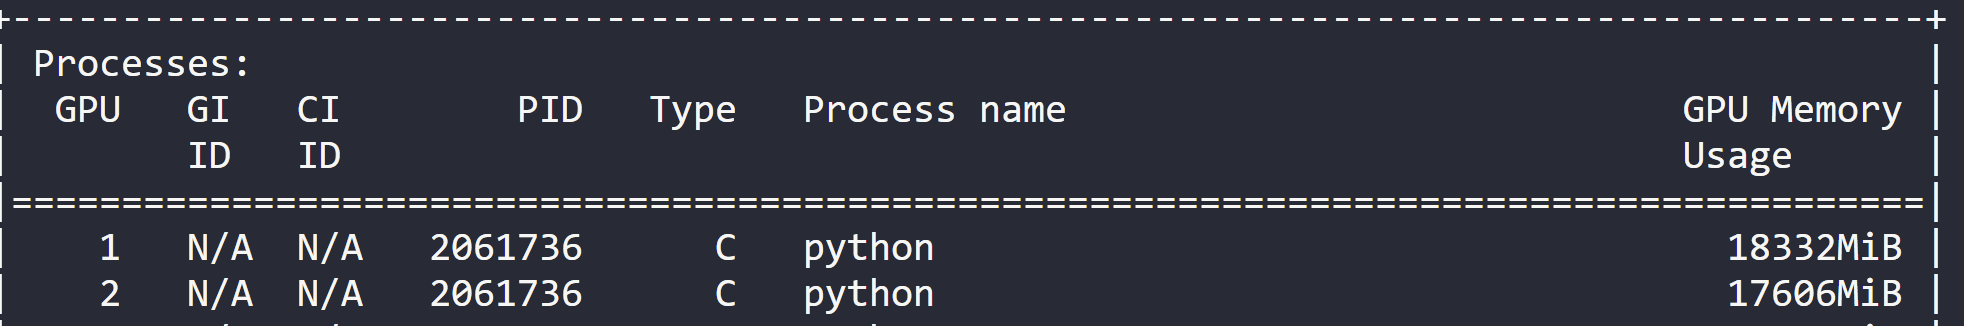 +-----------------------------------------------------------------------------------------+
| Processes:                                                                              |
|  GPU   GI   CI        PID   Type   Process name                            GPU Memory |
|        ID   ID                                                             Usage      |
|=========================================================================================|
|    1   N/A  N/A   2061736      C   python                                    18332MiB |
|    2   N/A  N/A   2061736      C   python                                    17606MiB |